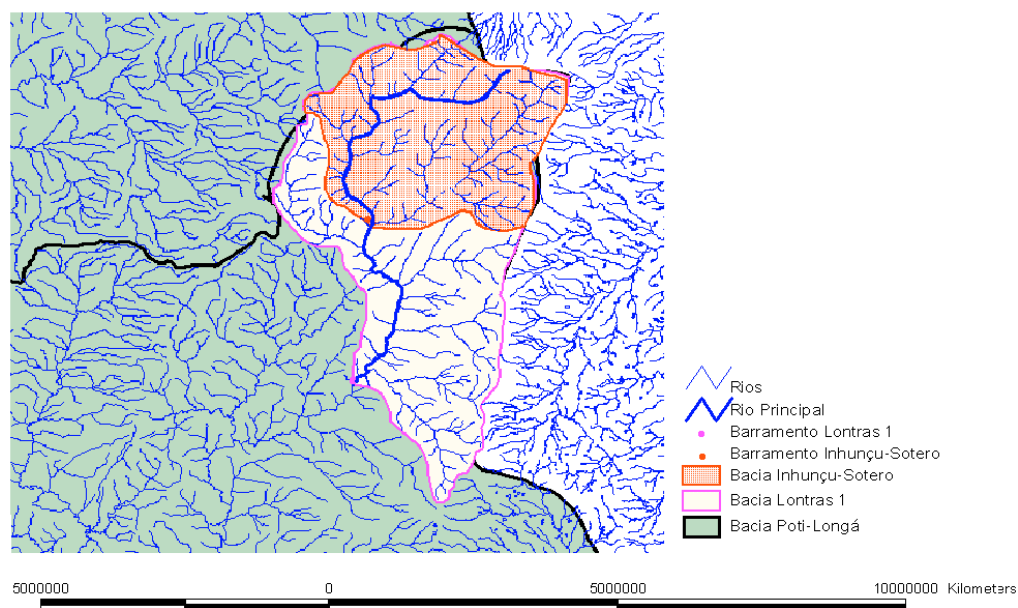 Rios
Rio Principal
Barramento Lontras 1
Barramento Inhunçu-Sotero
Bacia Inhunçu-Sotero
Bacia Lontras 1
Bacia Poti-Longá
5000000 0 5000000 10000000 Kilometers